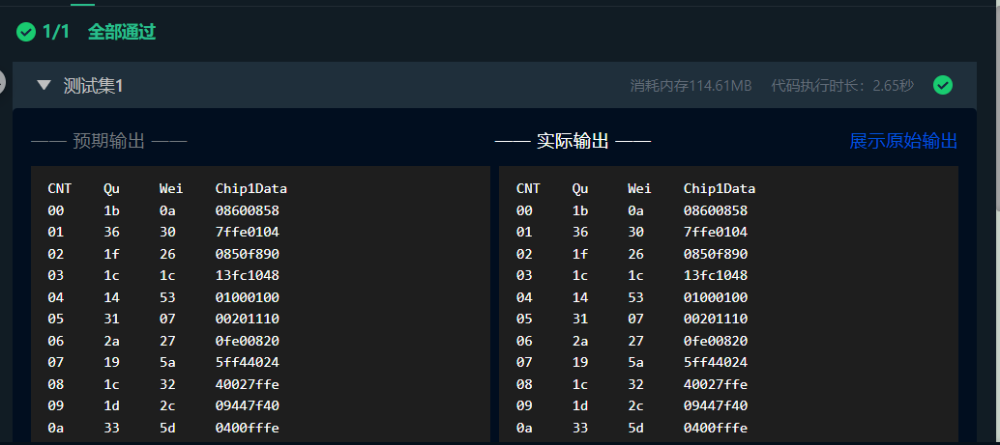 1/1 全部通过
测试集1 消耗内存114.61MB 代码执行时长：2.65秒
—— 预期输出 —— —— 实际输出 —— 展示原始输出
CNT Qu Wei Chip1Data CNT Qu Wei Chip1Data
00 1b 0a 08600858 00 1b 0a 08600858
01 36 30 7ffe0104 01 36 30 7ffe0104
02 1f 26 0850f890 02 1f 26 0850f890
03 1c 1c 13fc1048 03 1c 1c 13fc1048
04 14 53 01000100 04 14 53 01000100
05 31 07 00201110 05 31 07 00201110
06 2a 27 0fe00820 06 2a 27 0fe00820
07 19 5a 5ff44024 07 19 5a 5ff44024
08 1c 32 40027ffe 08 1c 32 40027ffe
09 1d 2c 09447f40 09 1d 2c 09447f40
0a 33 5d 0400fffe 0a 33 5d 0400fffe